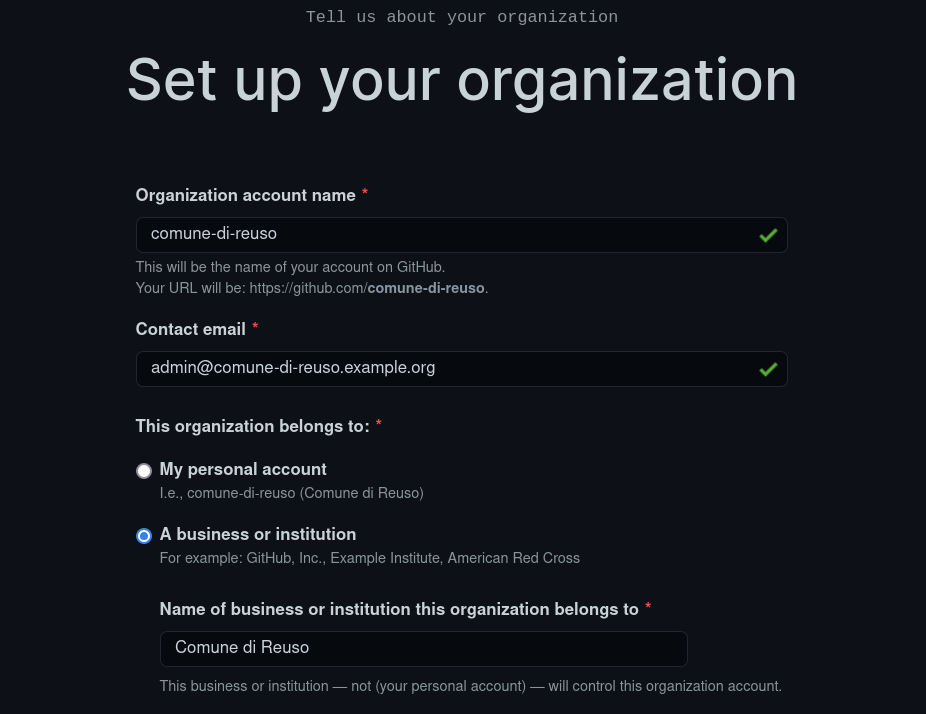 Tell us about your organization
Set up your organization
Organization account name *
comune-di-reuso
This will be the name of your account on GitHub.
Your URL will be: https://github.com/comune-di-reuso.
Contact email *
admin@comune-di-reuso.example.org
This organization belongs to: *
My personal account
I.e., comune-di-reuso (Comune di Reuso)
A business or institution
For example: GitHub, Inc., Example Institute, American Red Cross
Name of business or institution this organization belongs to *
Comune di Reuso
This business or institution — not (your personal account) — will control this organization account.